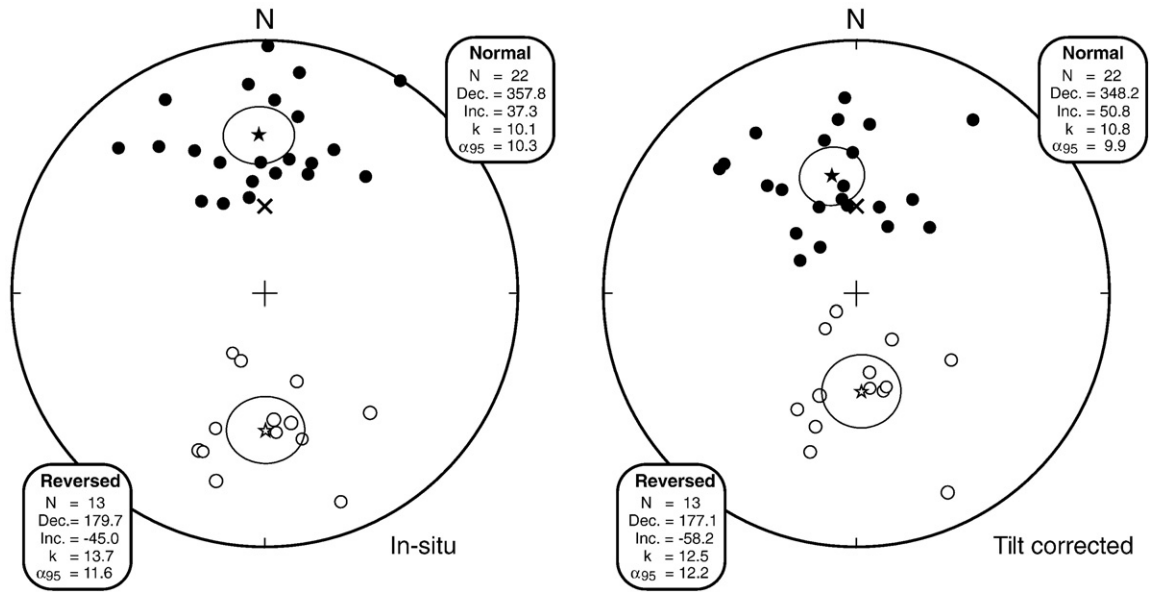 N
Normal
N = 22
Dec. = 357.8
Inc. = 37.3
k = 10.1
α95 = 10.3
Reversed
N = 13
Dec.= 179.7
Inc. = -45.0
k = 13.7
α95 = 11.6
In-situ
N
Normal
N = 22
Dec. = 348.2
Inc. = 50.8
k = 10.8
α95 = 9.9
Reversed
N = 13
Dec.= 177.1
Inc. = -58.2
k = 12.5
α95 = 12.2
Tilt corrected